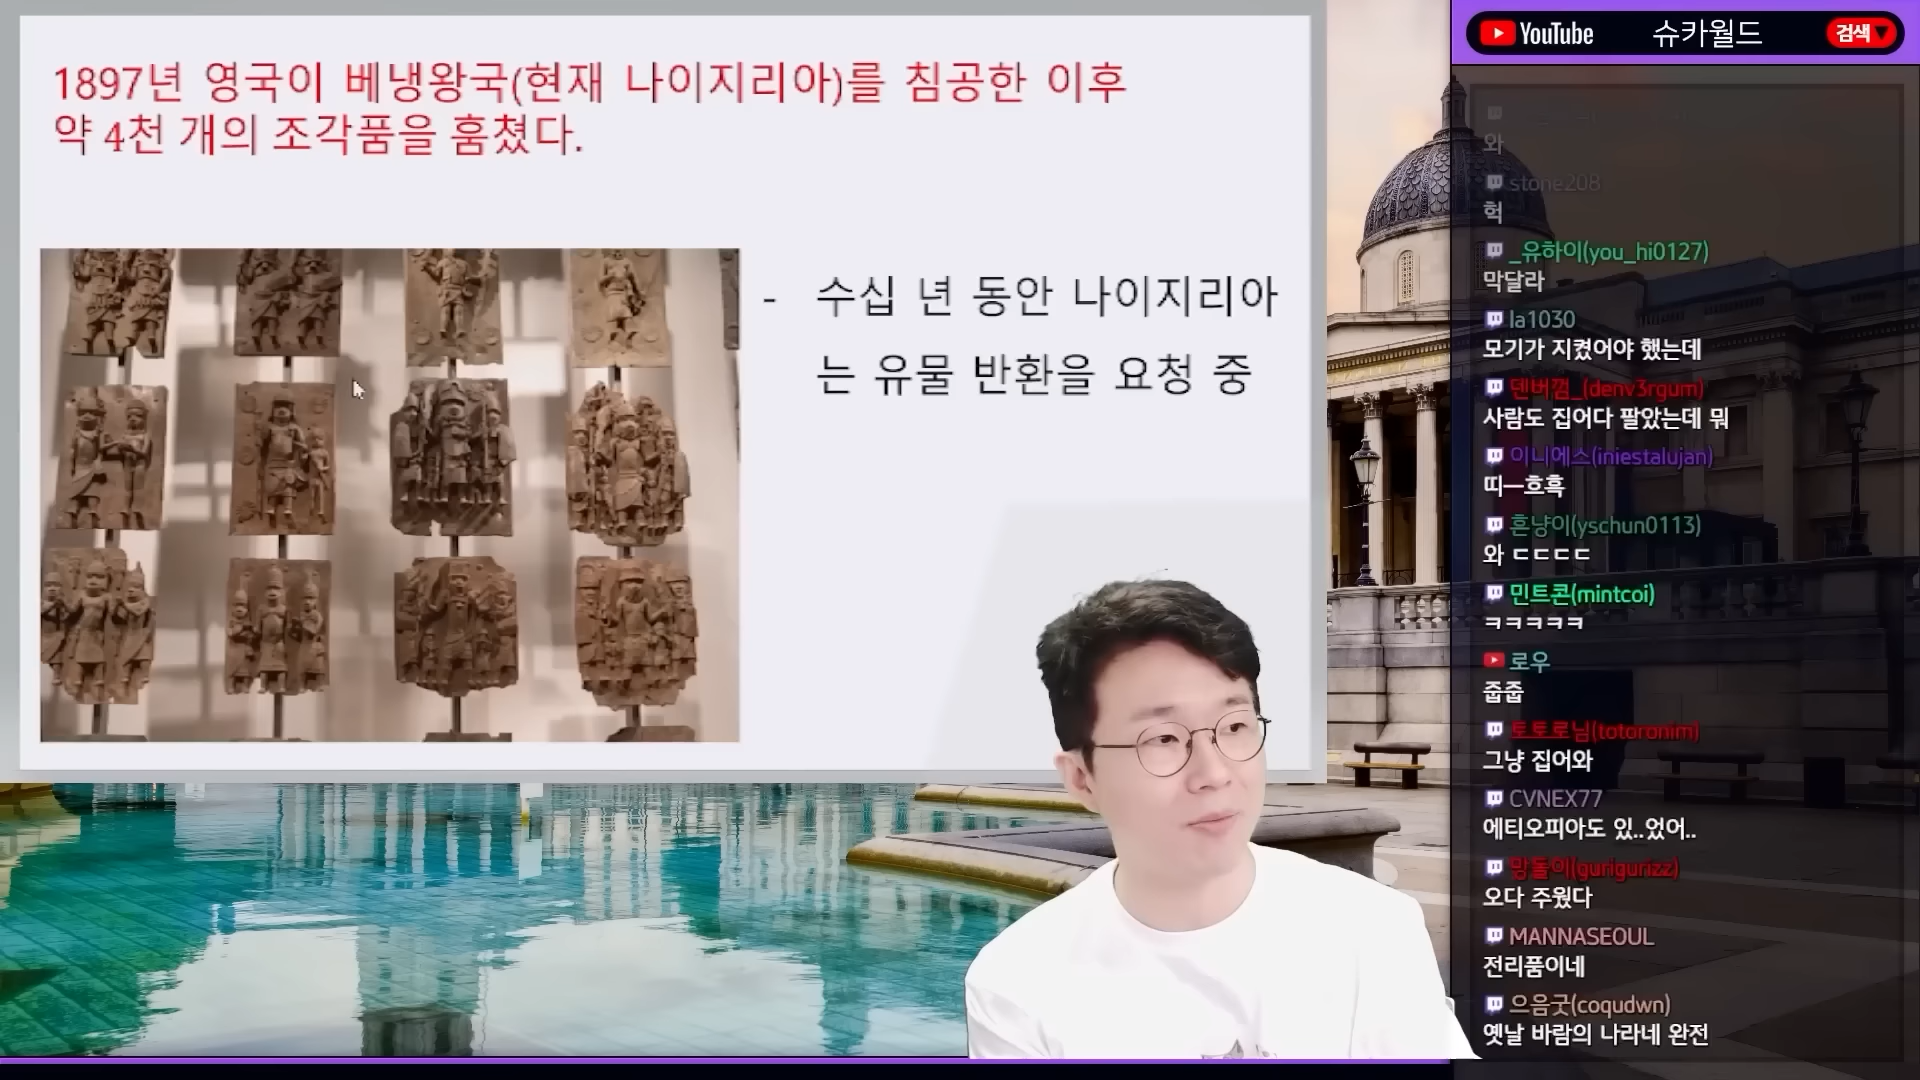 1897년 영국이 베냉왕국(현재 나이지리아)를 침공한 이후
약 4천 개의 조각품을 훔쳤다.
- 수십 년 동안 나이지리아
는 유물 반환을 요청 중
YouTube 슈카월드 검색
와
stone208
헉
_유하이(you_hi0127)
막달라
la1030
모기가 지켰어야 했는데
덴버껌_(denv3rgum)
사람도 집어다 팔았는데 뭐
이니에스(iniestalujan)
띠—흐흑
흔냥이(yschun0113)
와 ㄷㄷㄷㄷ
민트콘(mintcoi)
ㅋㅋㅋㅋㅋ
로우
줍줍
토토로님(totoronim)
그냥 집어와
CVNEX77
에티오피아도 있..었어..
망돌이(gurigurizz)
오다 주웠다
MANNASEOUL
전리품이네
으음굿(coqudwn)
옛날 바람의 나라네 완전